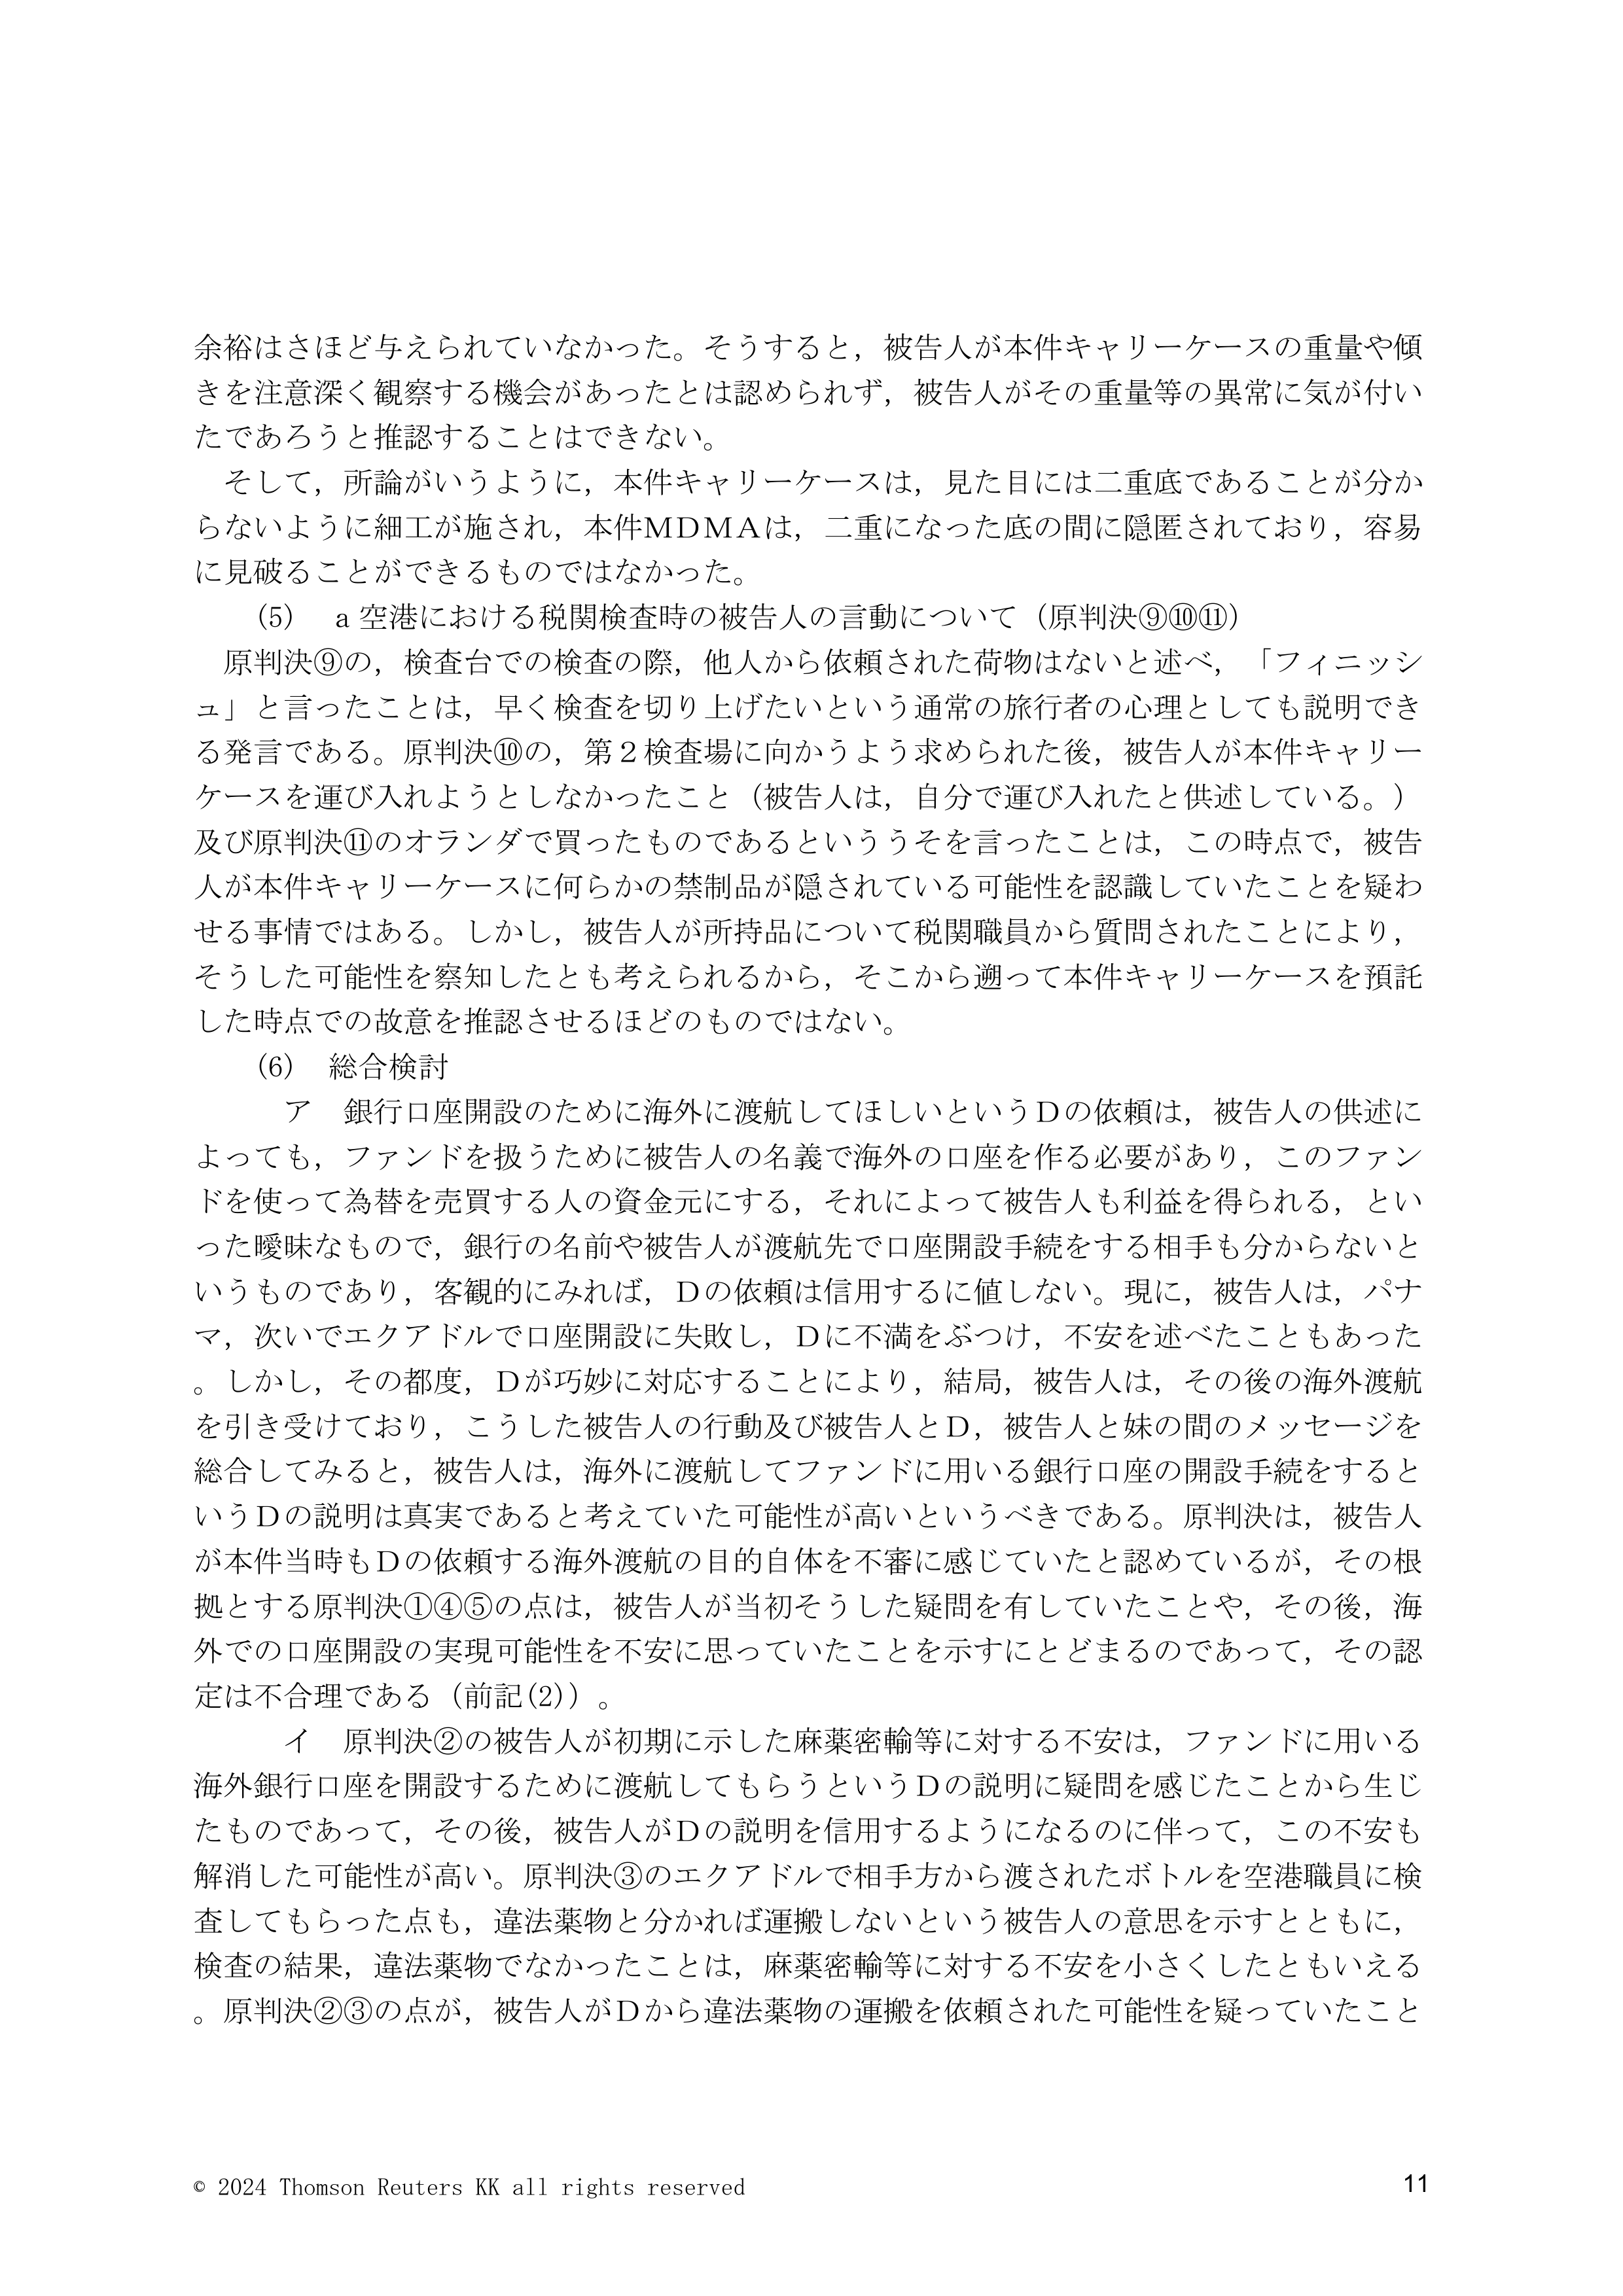 余裕はさほど与えられていなかった。そうすると，被告人が本件キャリーケースの重量や傾
きを注意深く観察する機会があったとは認められず，被告人がその重量等の異常に気が付い
たであろうと推認することはできない。
　そして，所論がいうように，本件キャリーケースは，見た目には二重底であることが分か
らないように細工が施され，本件ＭＤＭＡは，二重になった底の間に隠匿されており，容易
に見破ることができるものではなかった。
　　(5)　ａ空港における税関検査時の被告人の言動について（原判決⑨⑩⑪）
　原判決⑨の，検査台での検査の際，他人から依頼された荷物はないと述べ，「フィニッシ
ュ」と言ったことは，早く検査を切り上げたいという通常の旅行者の心理としても説明でき
る発言である。原判決⑩の，第２検査場に向かうよう求められた後，被告人が本件キャリー
ケースを運び入れようとしなかったこと（被告人は，自分で運び入れたと供述している。）
及び原判決⑪のオランダで買ったものであるといううそを言ったことは，この時点で，被告
人が本件キャリーケースに何らかの禁制品が隠されている可能性を認識していたことを疑わ
せる事情ではある。しかし，被告人が所持品について税関職員から質問されたことにより，
そうした可能性を察知したとも考えられるから，そこから遡って本件キャリーケースを預託
した時点での故意を推認させるほどのものではない。
　　(6)　総合検討
　　　ア　銀行口座開設のために海外に渡航してほしいというＤの依頼は，被告人の供述に
よっても，ファンドを扱うために被告人の名義で海外の口座を作る必要があり，このファン
ドを使って為替を売買する人の資金元にする，それによって被告人も利益を得られる，とい
った曖昧なもので，銀行の名前や被告人が渡航先で口座開設手続をする相手も分からないと
いうものであり，客観的にみれば，Ｄの依頼は信用するに値しない。現に，被告人は，パナ
マ，次いでエクアドルで口座開設に失敗し，Ｄに不満をぶつけ，不安を述べたこともあった
。しかし，その都度，Ｄが巧妙に対応することにより，結局，被告人は，その後の海外渡航
を引き受けており，こうした被告人の行動及び被告人とＤ，被告人と妹の間のメッセージを
総合してみると，被告人は，海外に渡航してファンドに用いる銀行口座の開設手続をすると
いうＤの説明は真実であると考えていた可能性が高いというべきである。原判決は，被告人
が本件当時もＤの依頼する海外渡航の目的自体を不審に感じていたと認めているが，その根
拠とする原判決①④⑤の点は，被告人が当初そうした疑問を有していたことや，その後，海
外での口座開設の実現可能性を不安に思っていたことを示すにとどまるのであって，その認
定は不合理である（前記(2)）。
　　　イ　原判決②の被告人が初期に示した麻薬密輸等に対する不安は，ファンドに用いる
海外銀行口座を開設するために渡航してもらうというＤの説明に疑問を感じたことから生じ
たものであって，その後，被告人がＤの説明を信用するようになるのに伴って，この不安も
解消した可能性が高い。原判決③のエクアドルで相手方から渡されたボトルを空港職員に検
査してもらった点も，違法薬物と分かれば運搬しないという被告人の意思を示すとともに，
検査の結果，違法薬物でなかったことは，麻薬密輸等に対する不安を小さくしたともいえる
。原判決②③の点が，被告人がＤから違法薬物の運搬を依頼された可能性を疑っていたこと
© 2024 Thomson Reuters KK all rights reserved
11